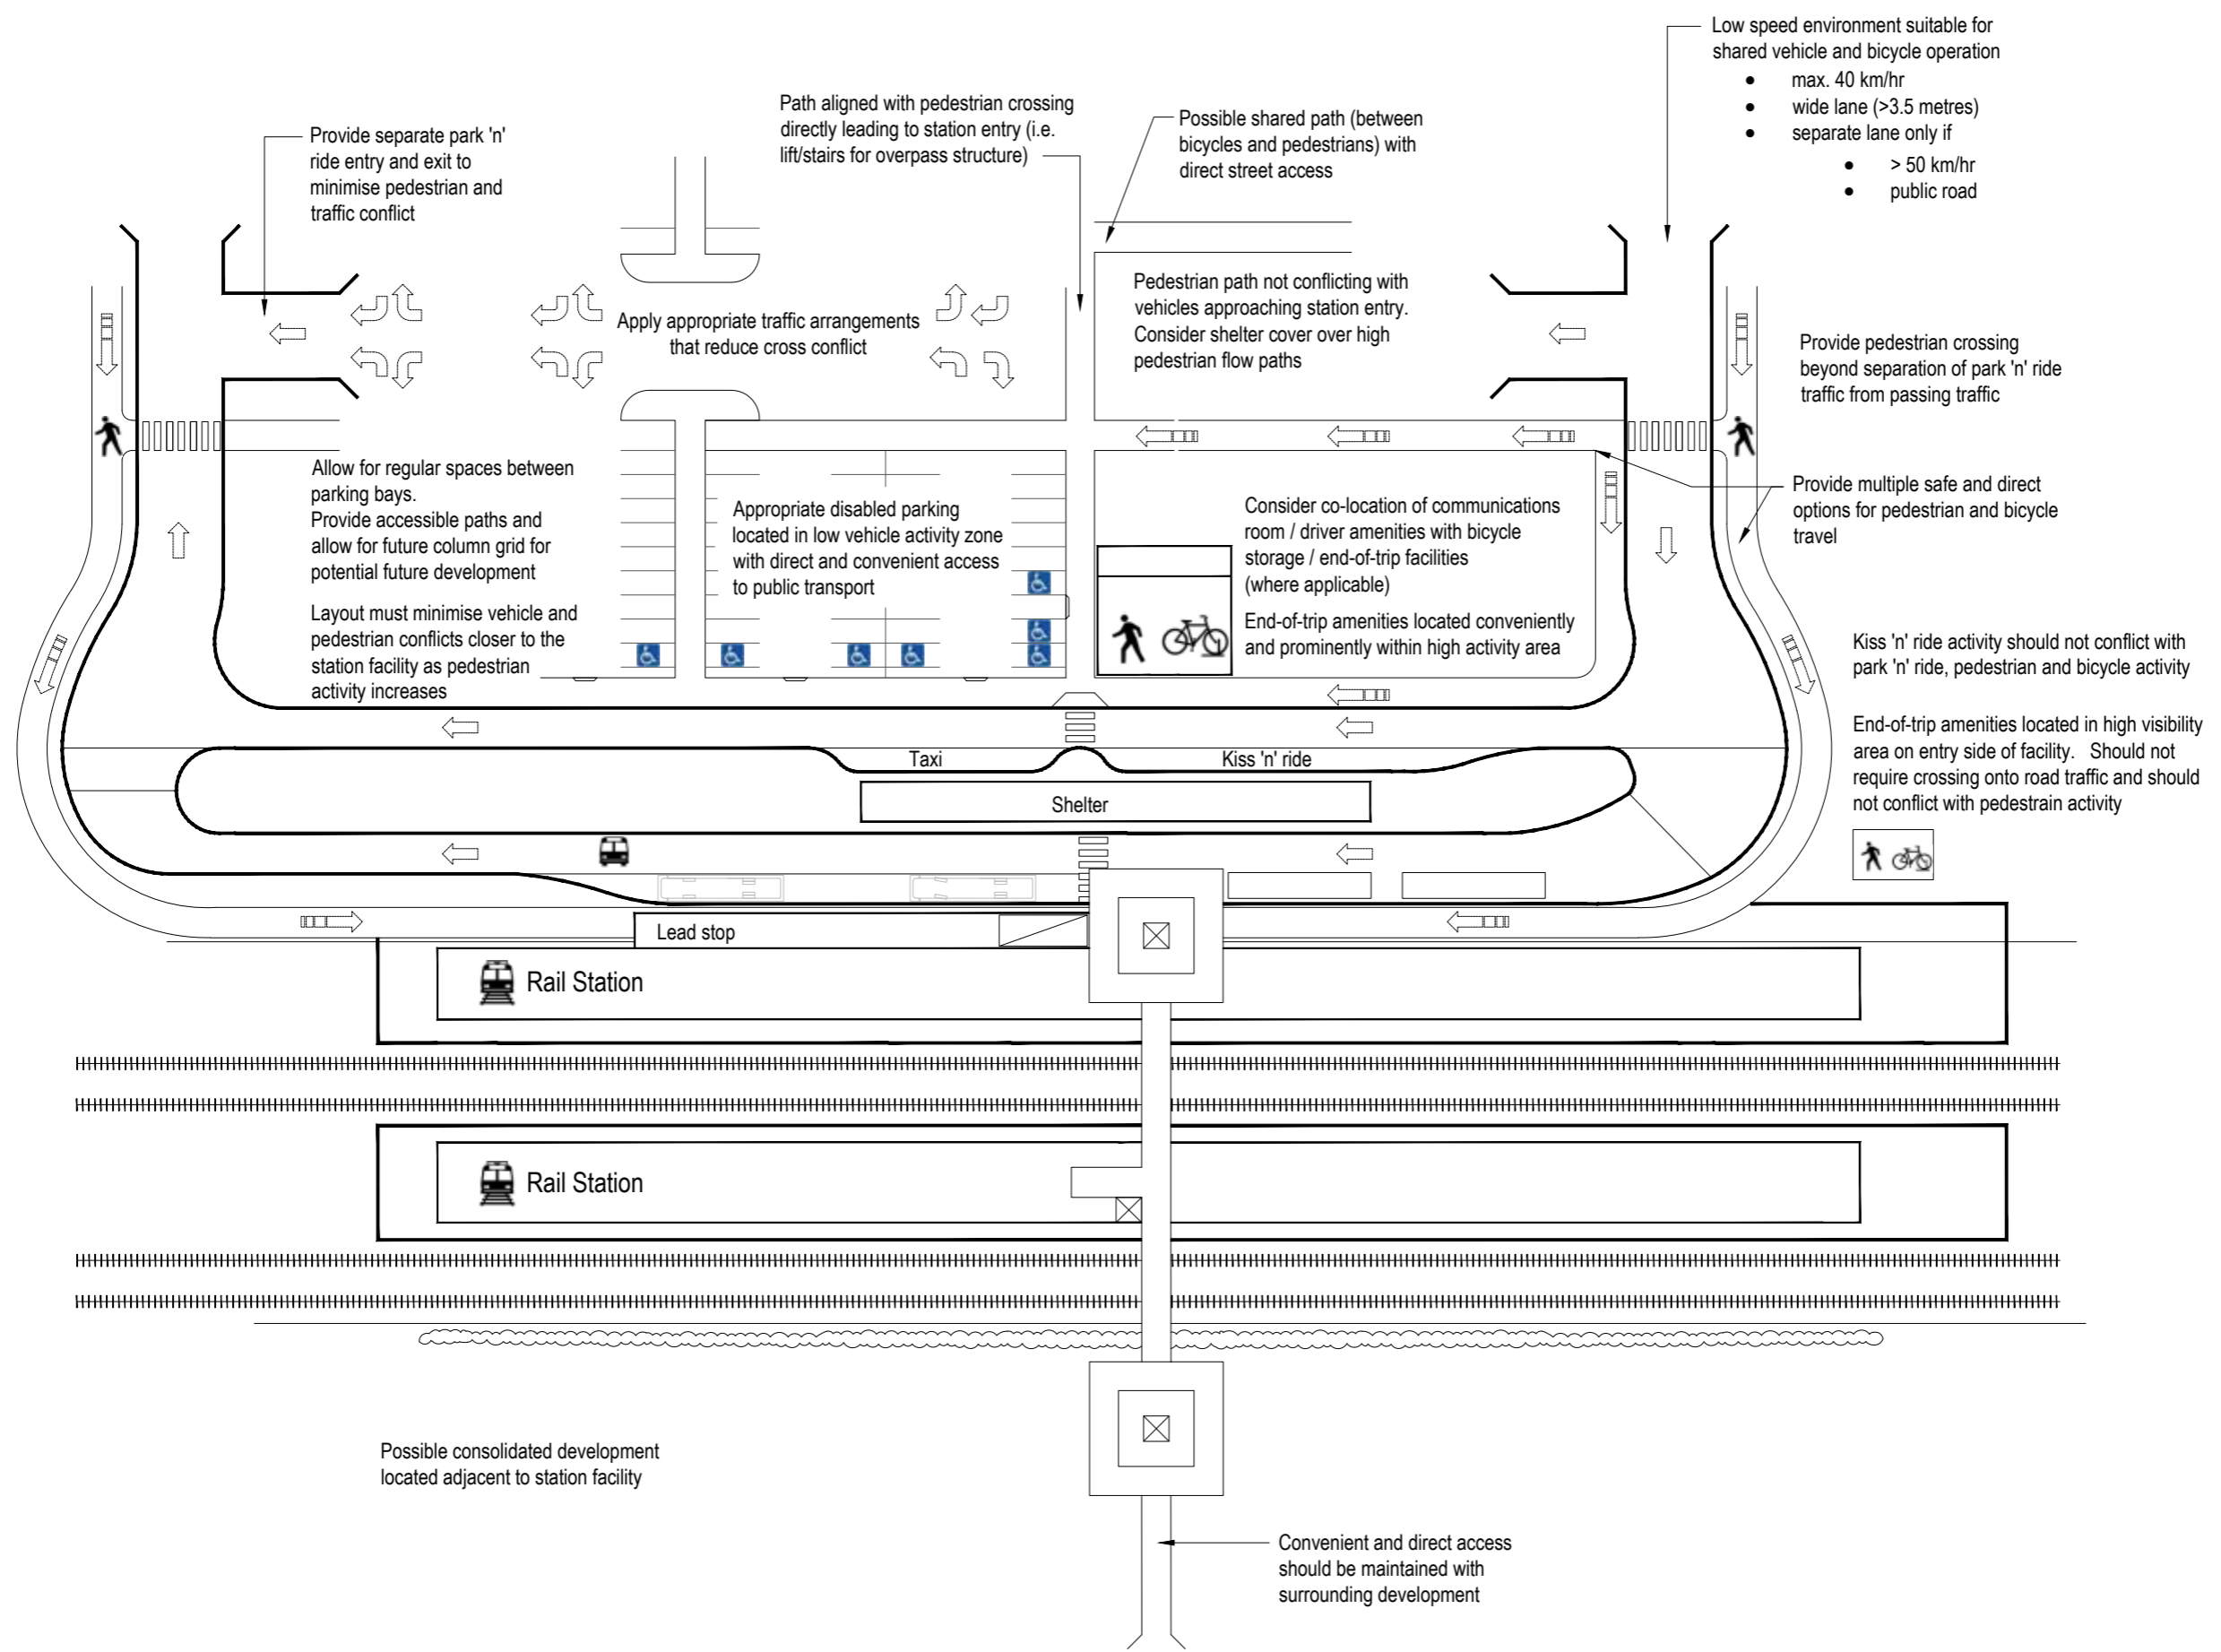 Low speed environment suitable for
shared vehicle and bicycle operation
• max. 40 km/hr
• wide lane (>3.5 metres)
• separate lane only if
• > 50 km/hr
• public road
Path aligned with pedestrian crossing
directly leading to station entry (i.e.
lift/stairs for overpass structure)
Possible shared path (between
bicycles and pedestrians) with
direct street access
Provide separate park 'n'
ride entry and exit to
minimise pedestrian and
traffic conflict
Pedestrian path not conflicting with
vehicles approaching station entry.
Consider shelter cover over high
pedestrian flow paths
Apply appropriate traffic arrangements
that reduce cross conflict
Provide pedestrian crossing
beyond separation of park 'n' ride
traffic from passing traffic
Allow for regular spaces between
parking bays.
Provide accessible paths and
allow for future column grid for
potential future development
Layout must minimise vehicle and
pedestrian conflicts closer to the
station facility as pedestrian
activity increases
Appropriate disabled parking
located in low vehicle activity zone
with direct and convenient access
to public transport
Consider co-location of communications
room / driver amenities with bicycle
storage / end-of-trip facilities
(where applicable)
End-of-trip amenities located conveniently
and prominently within high activity area
Provide multiple safe and direct
options for pedestrian and bicycle
travel
Kiss 'n' ride activity should not conflict with
park 'n' ride, pedestrian and bicycle activity
End-of-trip amenities located in high visibility
area on entry side of facility. Should not
require crossing onto road traffic and should
not conflict with pedestrain activity
Taxi
Kiss 'n' ride
Shelter
Lead stop
Rail Station
Rail Station
Possible consolidated development
located adjacent to station facility
Convenient and direct access
should be maintained with
surrounding development